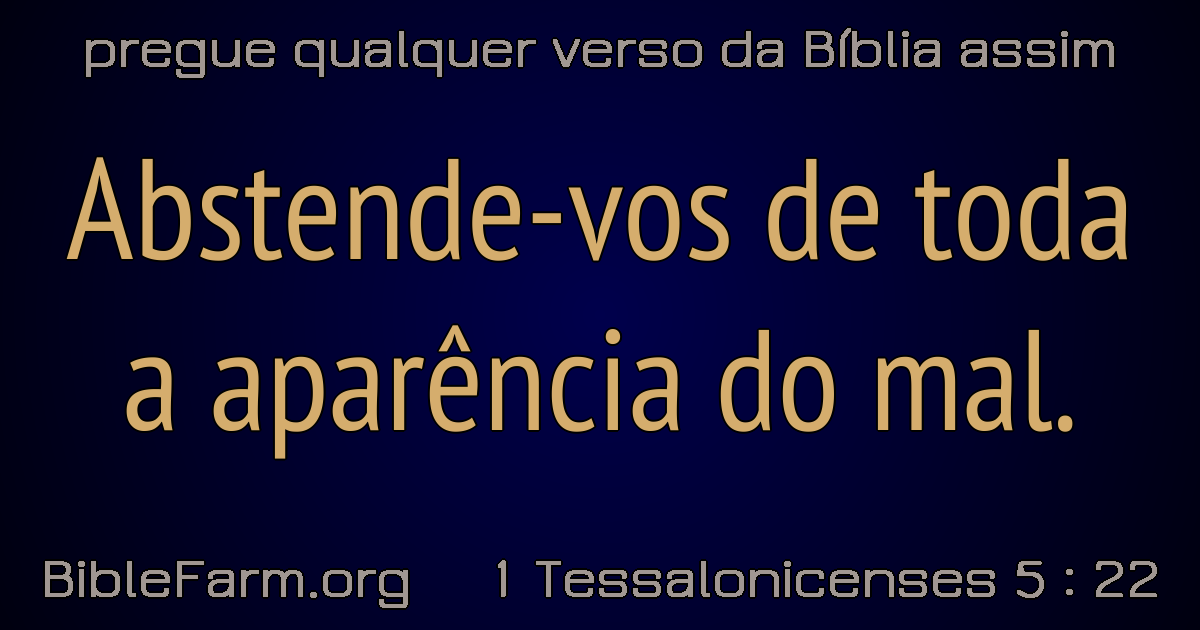 pregue qualquer verso da Bíblia assim
Abstende-vos de toda
a aparência do mal.
BibleFarm.org 1 Tessalonicenses 5 : 22